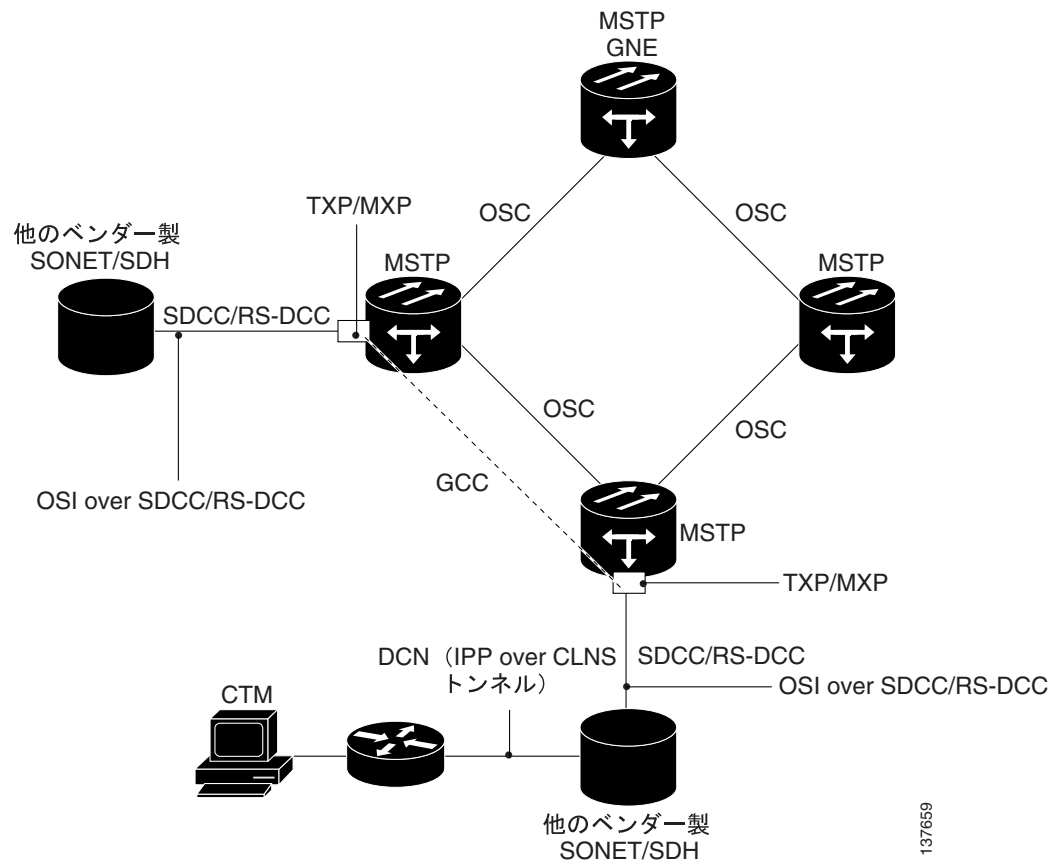 MSTP
GNE
TXP/MXP
OSC
OSC
他のベンダー製
SONET/SDH
MSTP
MSTP
SDCC/RS-DCC
OSC
OSC
GCC
OSI over SDCC/RS-DCC
MSTP
TXP/MXP
DCN（IPP over CLNS
トンネル）
SDCC/RS-DCC
OSI over SDCC/RS-DCC
CTM
他のベンダー製
SONET/SDH
137659